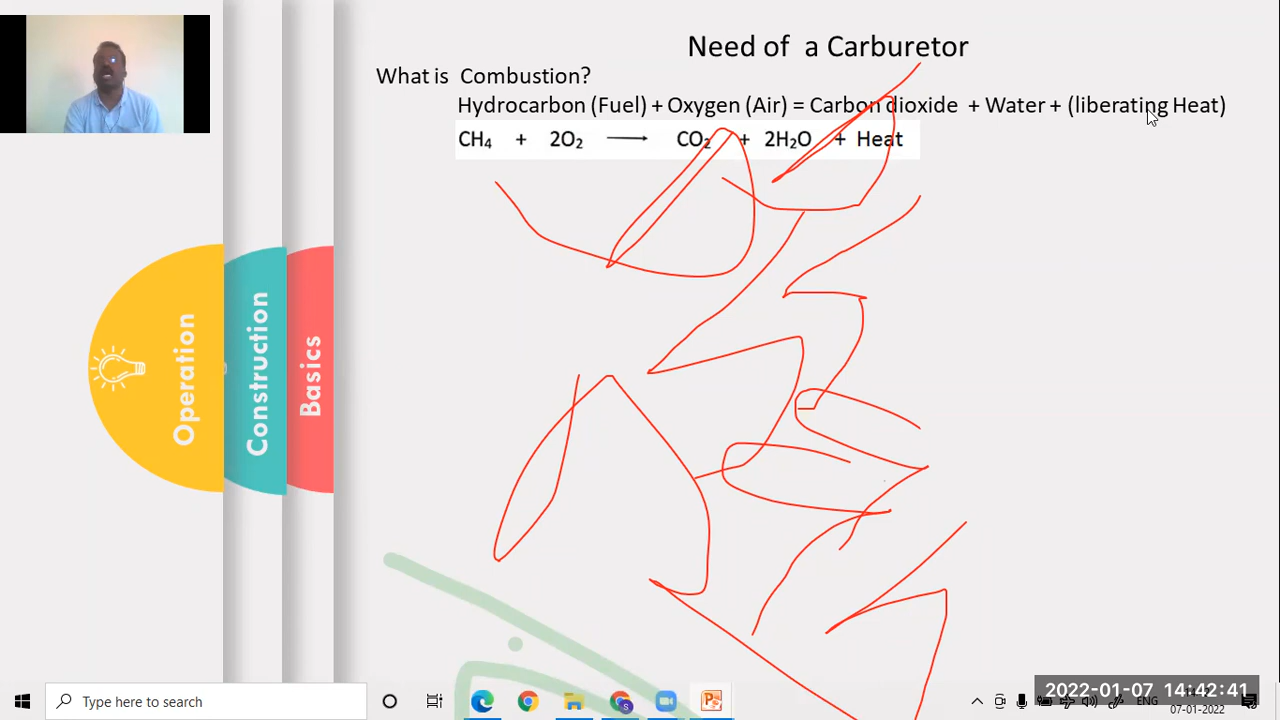 Need of a Carburetor
What is Combustion?
Hydrocarbon (Fuel) + Oxygen (Air) = Carbon dioxide + Water + (liberating Heat)
CH₄ + 2O₂ ⟶ CO₂ + 2H₂O + Heat
Operation
Construction
Basics
Type here to search
ENG
2022-01-07 14:42:41
07-01-2022